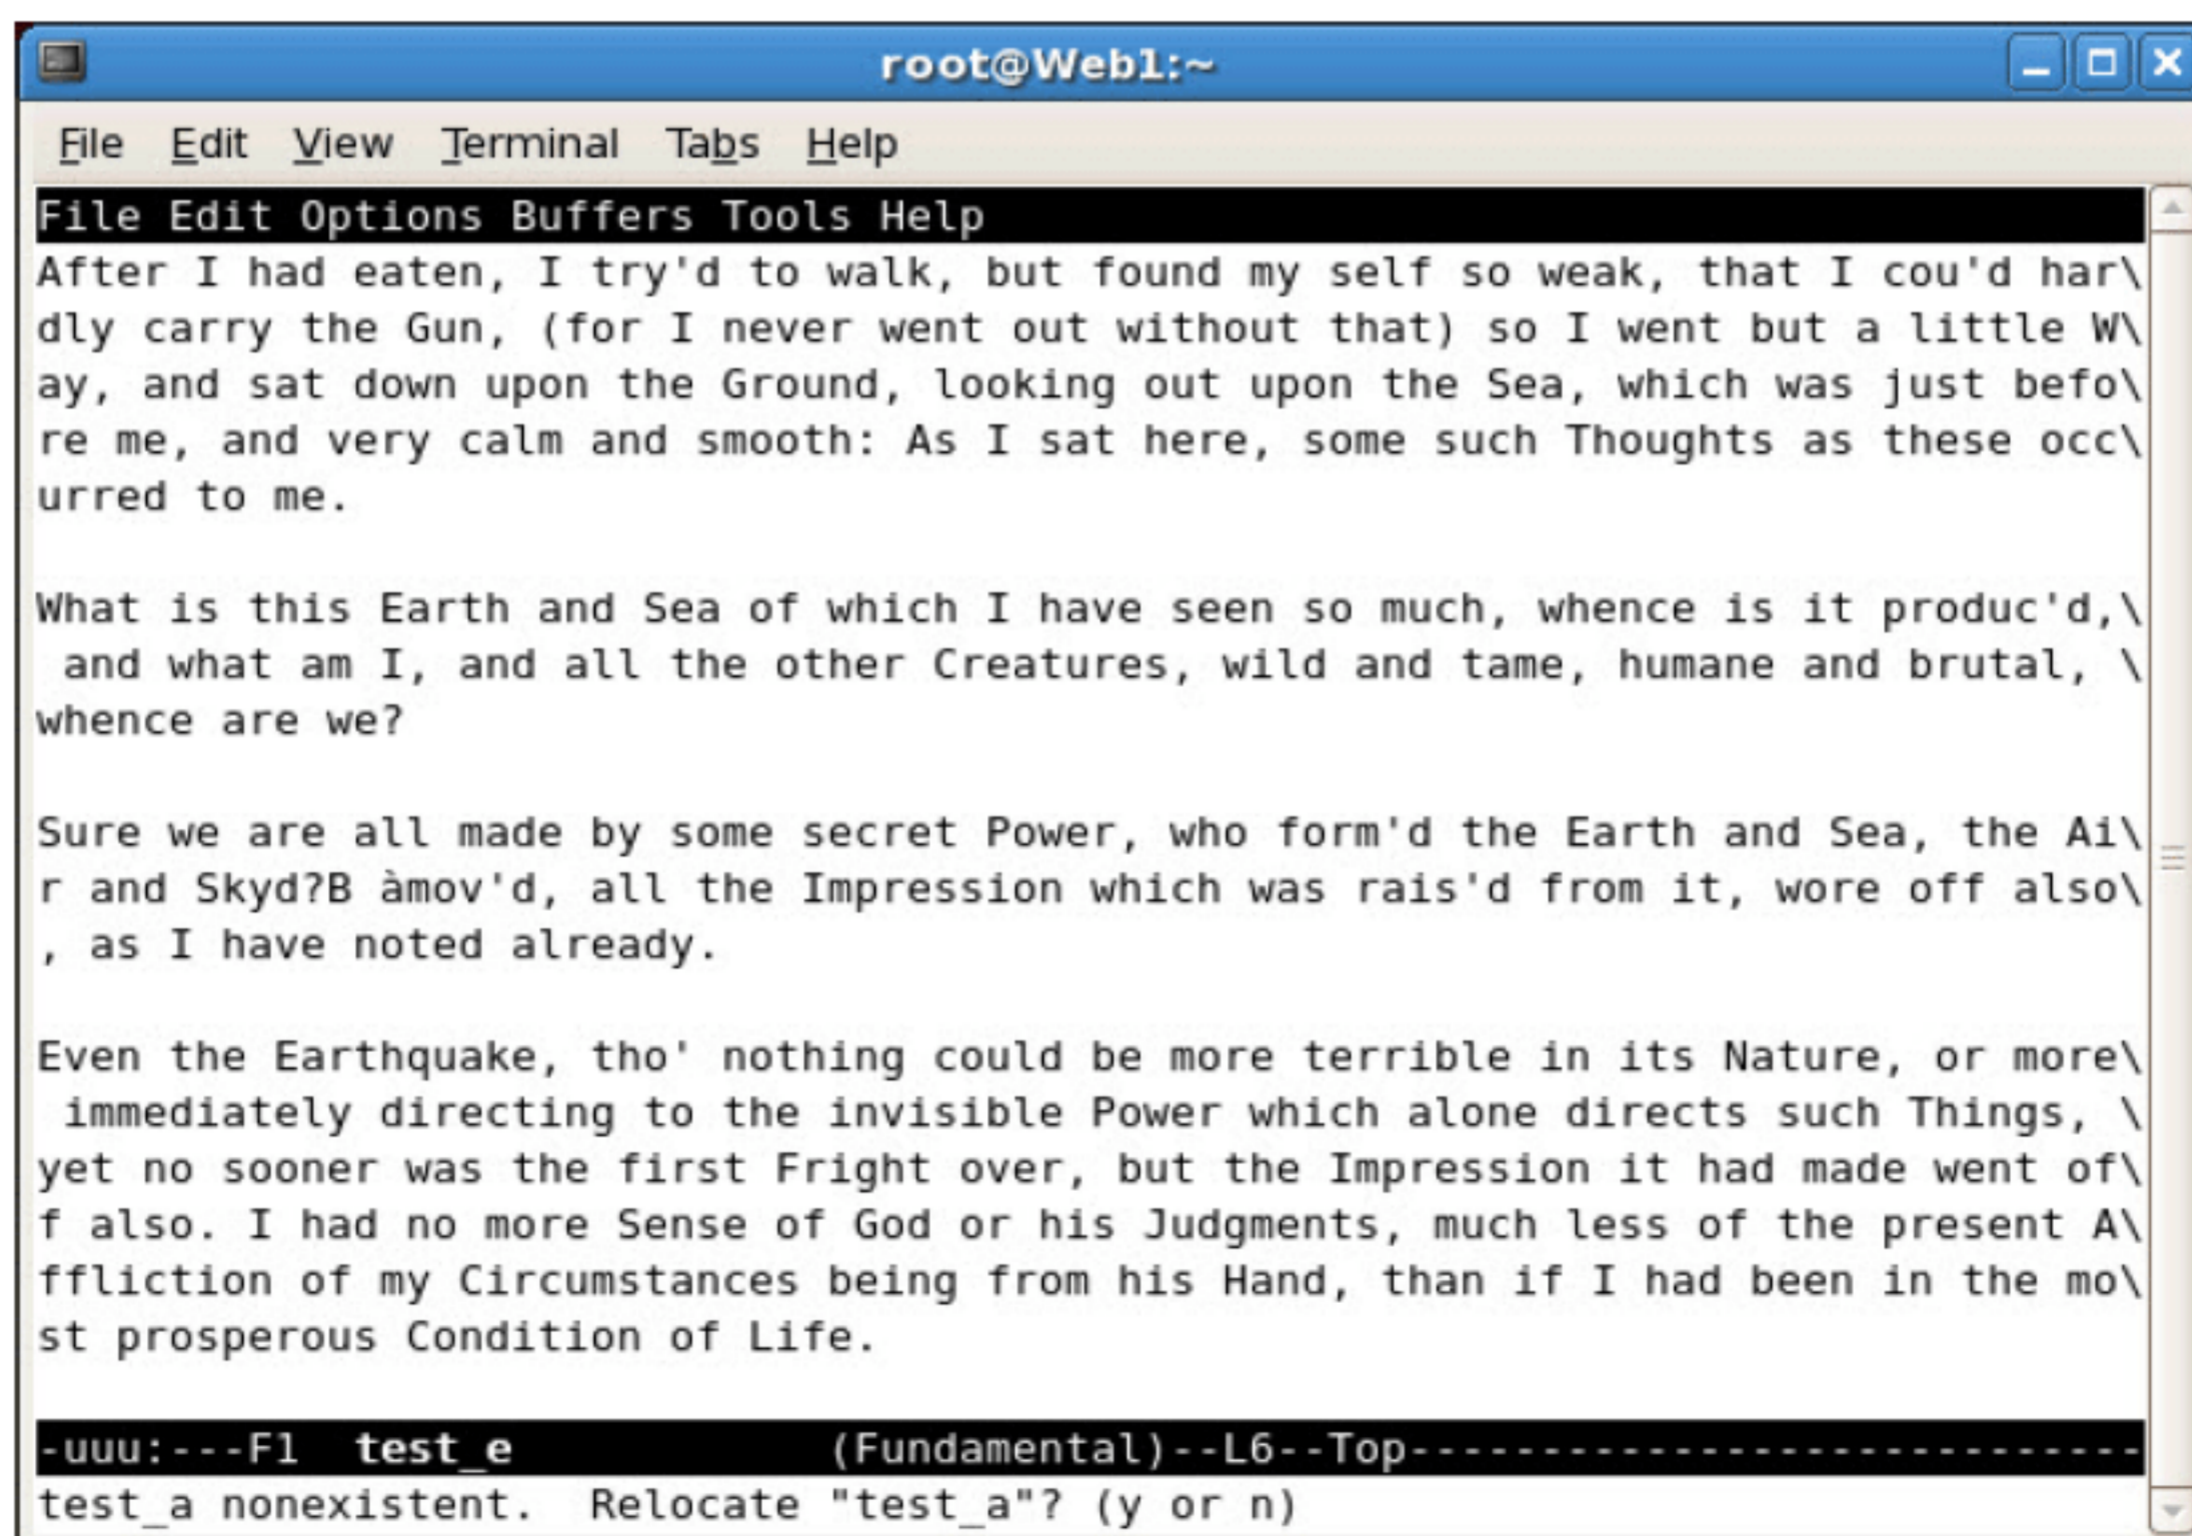 root@Web1:~
File Edit View Terminal Tabs Help
File Edit Options Buffers Tools Help
After I had eaten, I try'd to walk, but found my self so weak, that I cou'd har\
dly carry the Gun, (for I never went out without that) so I went but a little W\
ay, and sat down upon the Ground, looking out upon the Sea, which was just befo\
re me, and very calm and smooth: As I sat here, some such Thoughts as these occ\
urred to me.
What is this Earth and Sea of which I have seen so much, whence is it produc'd,\
 and what am I, and all the other Creatures, wild and tame, humane and brutal, \
whence are we?
Sure we are all made by some secret Power, who form'd the Earth and Sea, the Ai\
r and Skyd?B àmov'd, all the Impression which was rais'd from it, wore off also\
, as I have noted already.
Even the Earthquake, tho' nothing could be more terrible in its Nature, or more\
 immediately directing to the invisible Power which alone directs such Things, \
yet no sooner was the first Fright over, but the Impression it had made went of\
f also. I had no more Sense of God or his Judgments, much less of the present A\
ffliction of my Circumstances being from his Hand, than if I had been in the mo\
st prosperous Condition of Life.
-uuu:---F1  test_e            (Fundamental)--L6--Top----------------------------
test_a nonexistent.  Relocate "test_a"? (y or n)